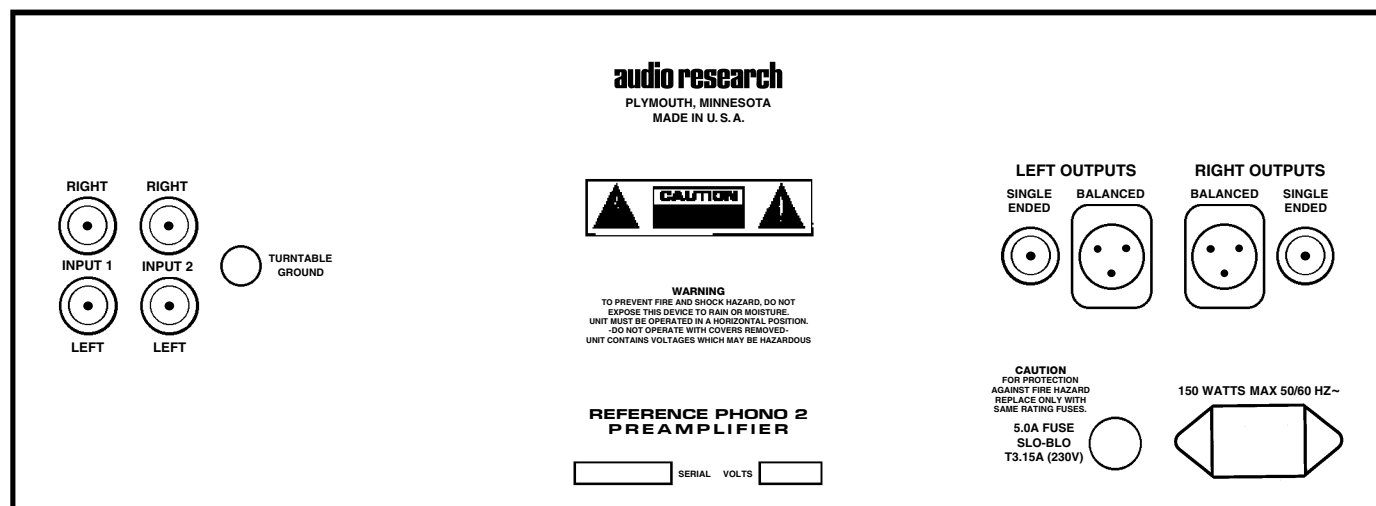 audio research
PLYMOUTH, MINNESOTA
MADE IN U.S.A.
RIGHT
RIGHT
INPUT 1
INPUT 2
LEFT
LEFT
TURNTABLE
GROUND
CAUTION
WARNING
TO PREVENT FIRE AND SHOCK HAZARD, DO NOT
EXPOSE THIS DEVICE TO RAIN OR MOISTURE.
UNIT MUST BE OPERATED IN A HORIZONTAL POSITION.
-DO NOT OPERATE WITH COVERS REMOVED-
UNIT CONTAINS VOLTAGES WHICH MAY BE HAZARDOUS
REFERENCE PHONO 2
PREAMPLIFIER
SERIAL
VOLTS
LEFT OUTPUTS
SINGLE
ENDED
BALANCED
RIGHT OUTPUTS
BALANCED
SINGLE
ENDED
CAUTION
FOR PROTECTION
AGAINST FIRE HAZARD
REPLACE ONLY WITH
SAME RATING FUSES.
5.0A FUSE
SLO-BLO
T3.15A (230V)
150 WATTS MAX 50/60 HZ~